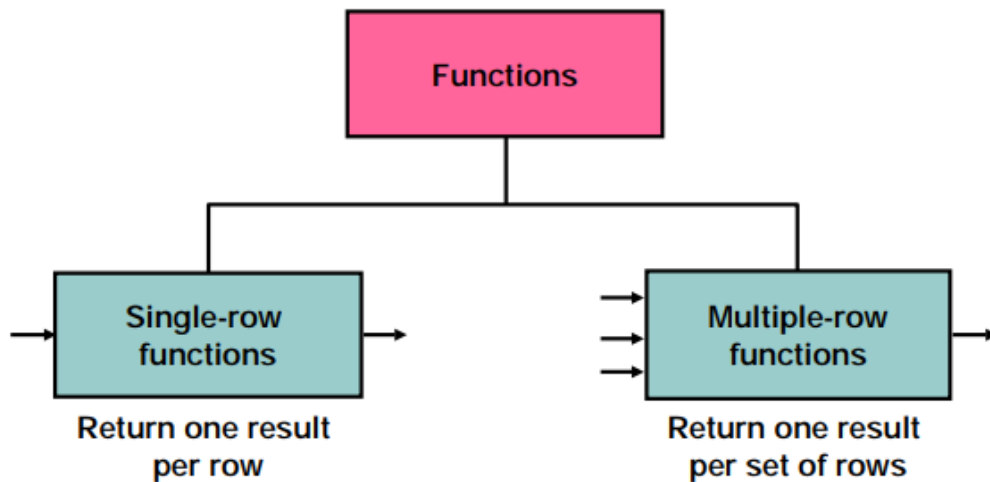 Functions
Single-row
functions
Multiple-row
functions
Return one result
per row
Return one result
per set of rows